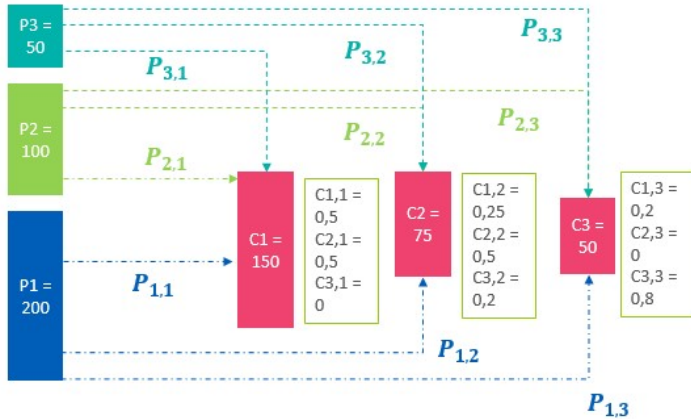 P3 =
50
P3,3
P3,1
P3,2
P2 =
100
P2,1
P2,2
P2,3
P1 =
200
P1,1
C1 =
150
C1,1 =
0,5
C2,1 =
0,5
C3,1 =
0
C2 =
75
C1,2 =
0,25
C2,2 =
0,5
C3,2 =
0,2
C3 =
50
C1,3 =
0,2
C2,3 =
0
C3,3 =
0,8
P1,2
P1,3